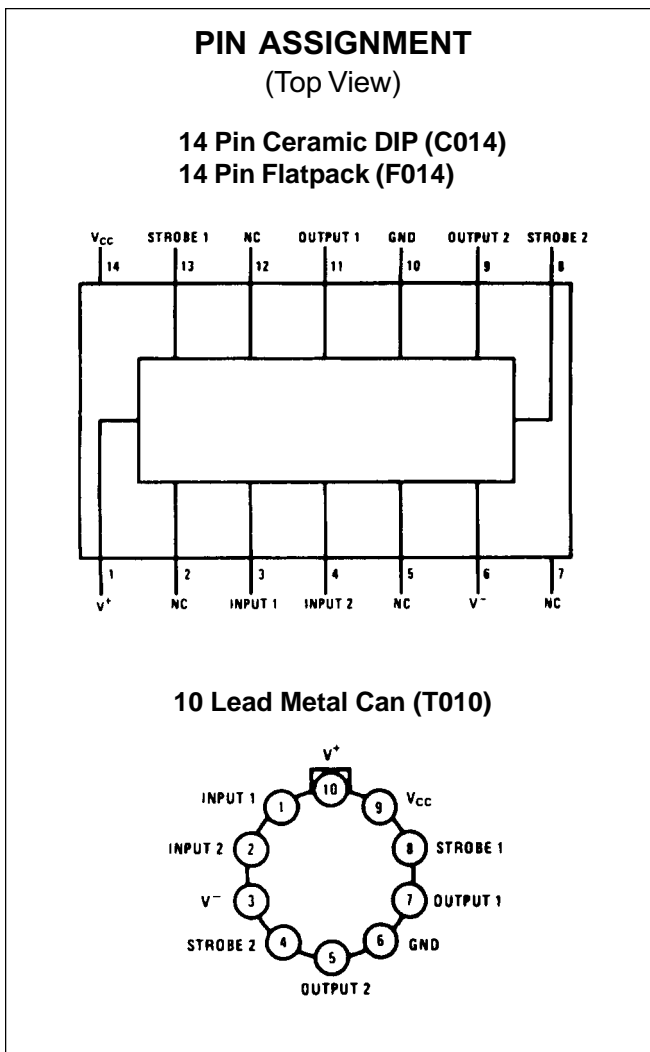 PIN ASSIGNMENT
(Top View)
14 Pin Ceramic DIP (C014)
14 Pin Flatpack (F014)
VCC STROBE 1 NC OUTPUT 1 GND OUTPUT 2 STROBE 2
14 13 12 11 10 9 8
1 2 3 4 5 6 7
V+ NC INPUT 1 INPUT 2 NC V− NC
10 Lead Metal Can (T010)
V+
10
INPUT 1 1 9 VCC
INPUT 2 2 8 STROBE 1
V− 3 7 OUTPUT 1
STROBE 2 4 6 GND
5
OUTPUT 2